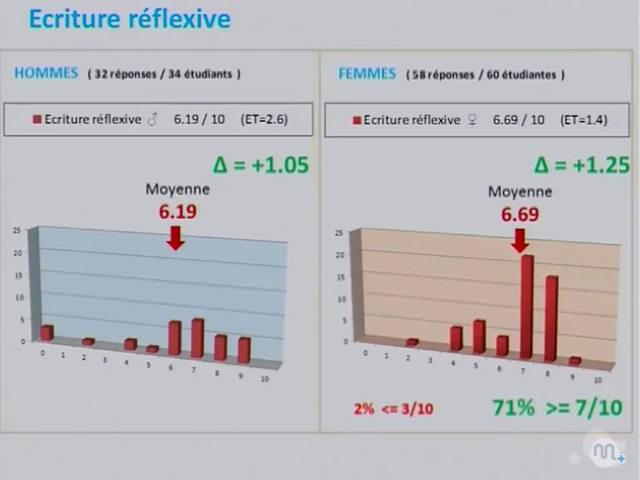 Ecriture réflexive
HOMMES ( 32 réponses / 34 étudiants )
Ecriture réflexive ♂ 6.19 / 10 (ET=2.6)
Δ = +1.05
Moyenne
6.19
25
20
15
10
5
0
0 1 2 3 4 5 6 7 8 9 10
FEMMES ( 58 réponses / 60 étudiantes )
Ecriture réflexive ♀ 6.69 / 10 (ET=1.4)
Δ = +1.25
Moyenne
6.69
25
20
15
10
5
0
0 1 2 3 4 5 6 7 8 9 10
2% <= 3/10 71% >= 7/10
m+